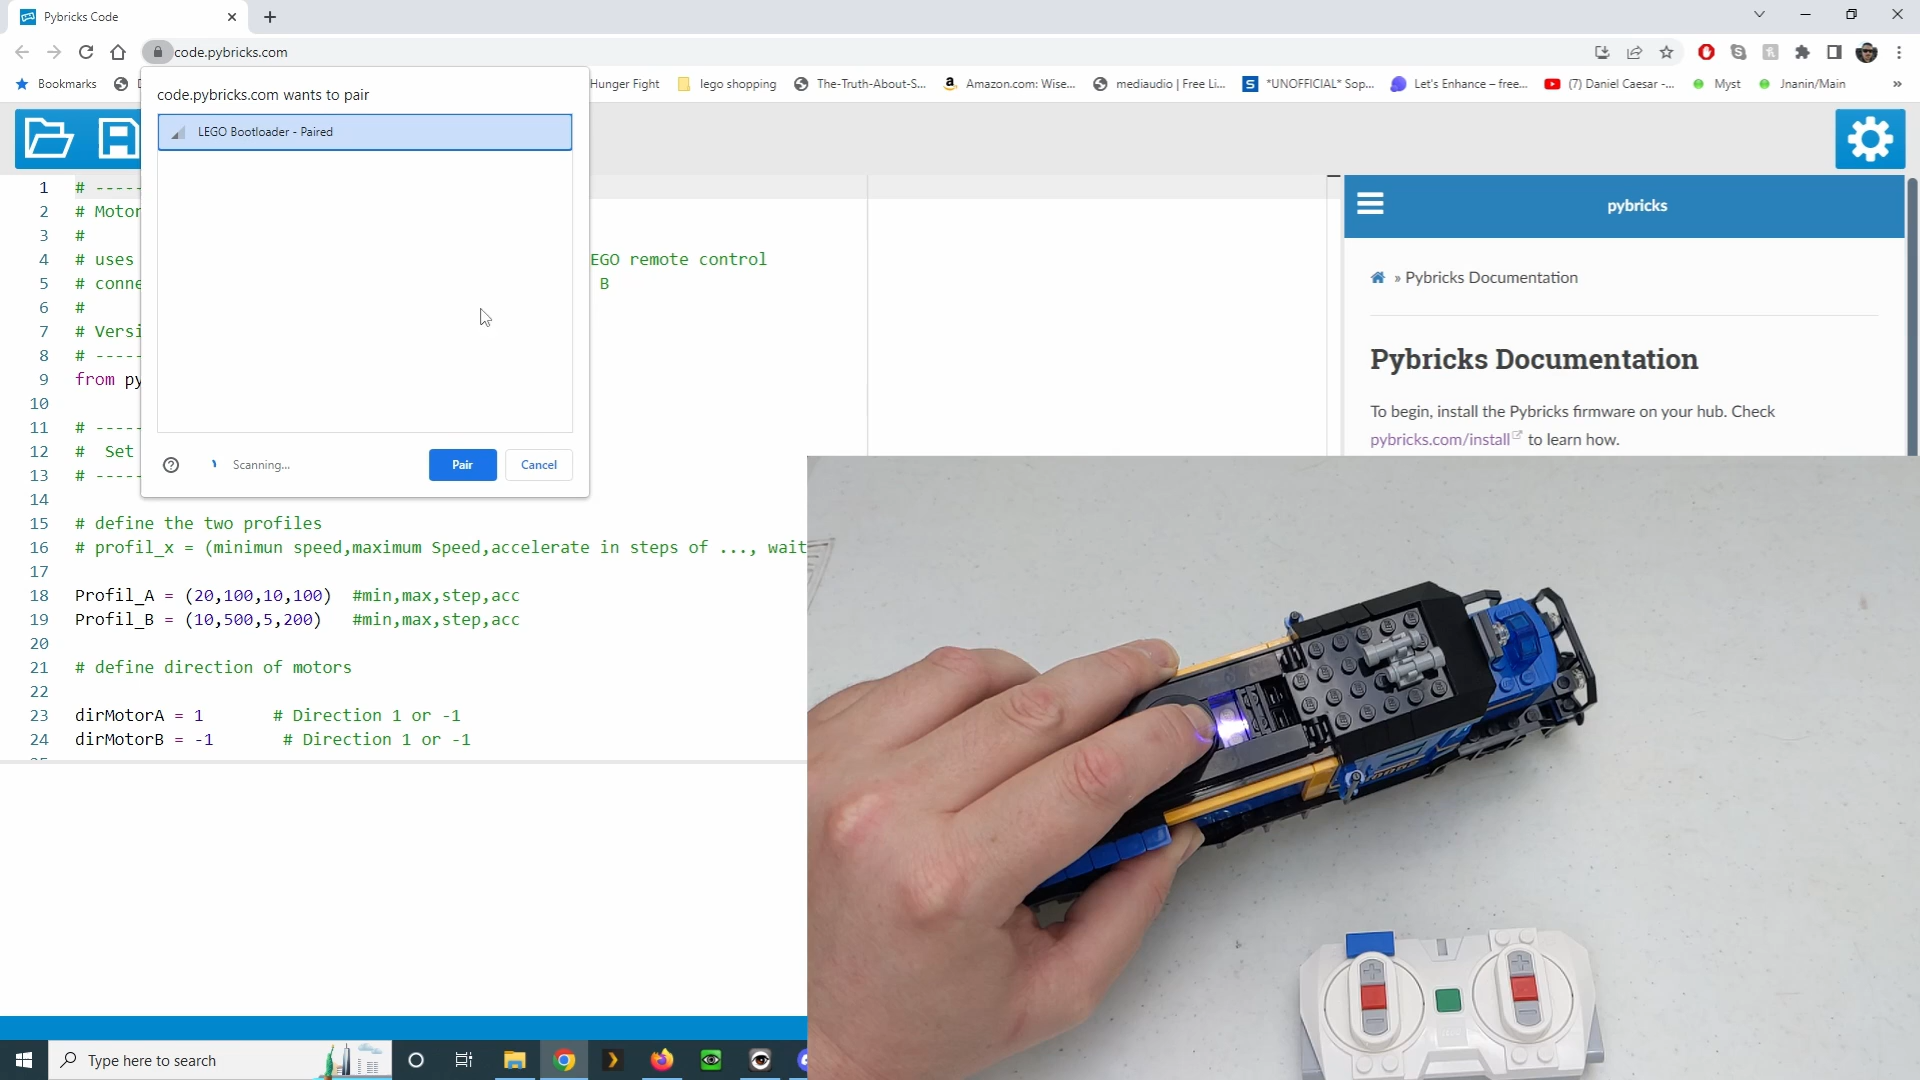 Pybricks Code
code.pybricks.com
Bookmarks
Hunger Fight
lego shopping
The-Truth-About-S...
Amazon.com: Wise...
mediaudio | Free Li...
*UNOFFICIAL* Sop...
Let's Enhance – free...
(7) Daniel Caesar -...
Myst
Jnanin/Main
»
code.pybricks.com wants to pair
LEGO Bootloader - Paired
Scanning...
Pair
Cancel
1 # ----
2 # Motor
3 #
4 # uses EGO remote control
5 # conne B
6 #
7 # Versi
8 # ----
9 from py
10
11 # ----
12 # Set
13 # ----
14
15 # define the two profiles
16 # profil_x = (minimun speed,maximum Speed,accelerate in steps of ..., wait
17
18 Profil_A = (20,100,10,100) #min,max,step,acc
19 Profil_B = (10,500,5,200) #min,max,step,acc
20
21 # define direction of motors
22
23 dirMotorA = 1 # Direction 1 or -1
24 dirMotorB = -1 # Direction 1 or -1
pybricks
» Pybricks Documentation
Pybricks Documentation
To begin, install the Pybricks firmware on your hub. Check
pybricks.com/install to learn how.
Type here to search